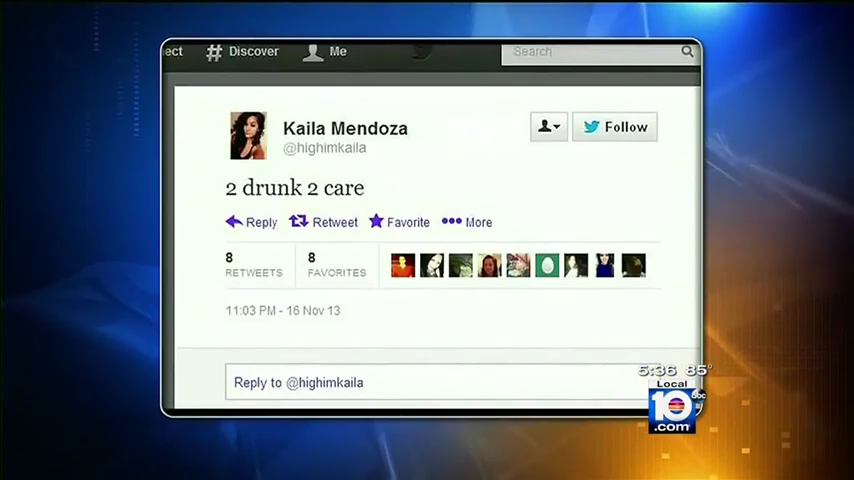 ect # Discover Me Search
Kaila Mendoza
@highimkaila
Follow
2 drunk 2 care
Reply Retweet Favorite More
8 8
RETWEETS FAVORITES
11:03 PM - 16 Nov 13
Reply to @highimkaila
5:36 85°
Local
10 abc
.com